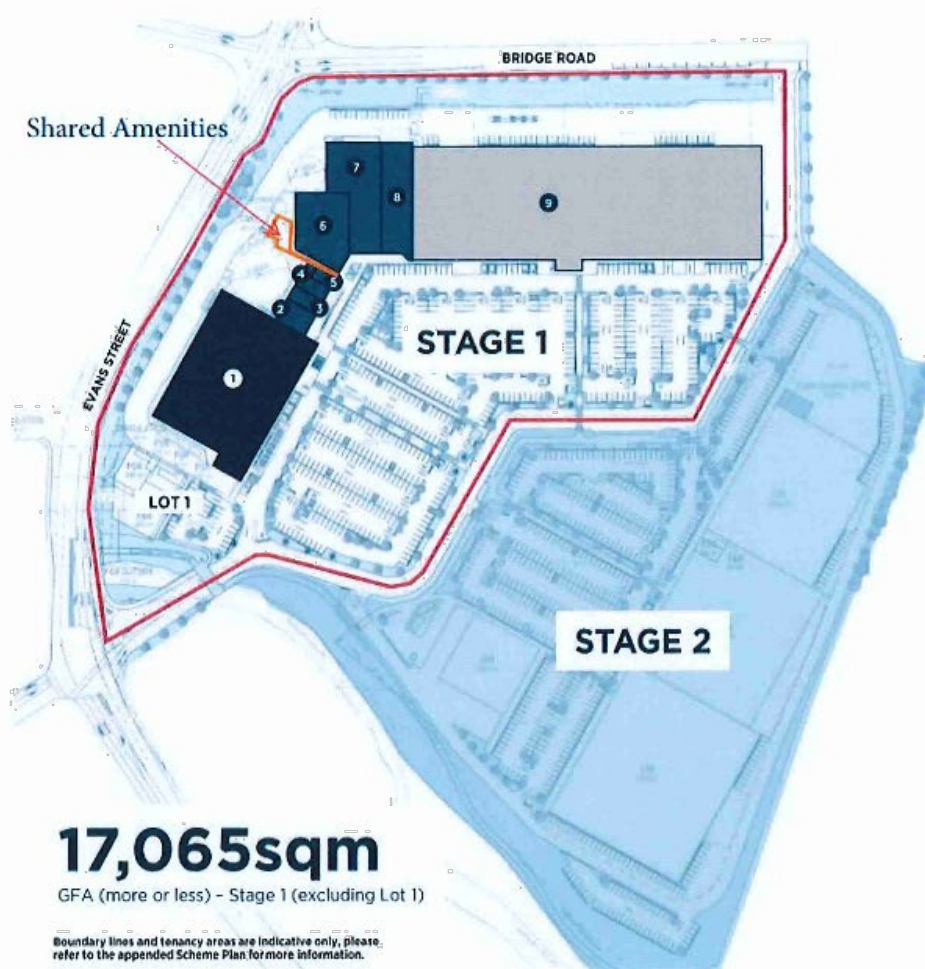 BRIDGE ROAD
Shared Amenities
7
8
9
6
4
5
2
3
STAGE 1
EVANS STREET
1
LOT 1
STAGE 2
17,065sqm
GFA (more or less) – Stage 1 (excluding Lot 1)
Boundary lines and tenancy areas are indicative only, please
refer to the appended Scheme Plan for more information.